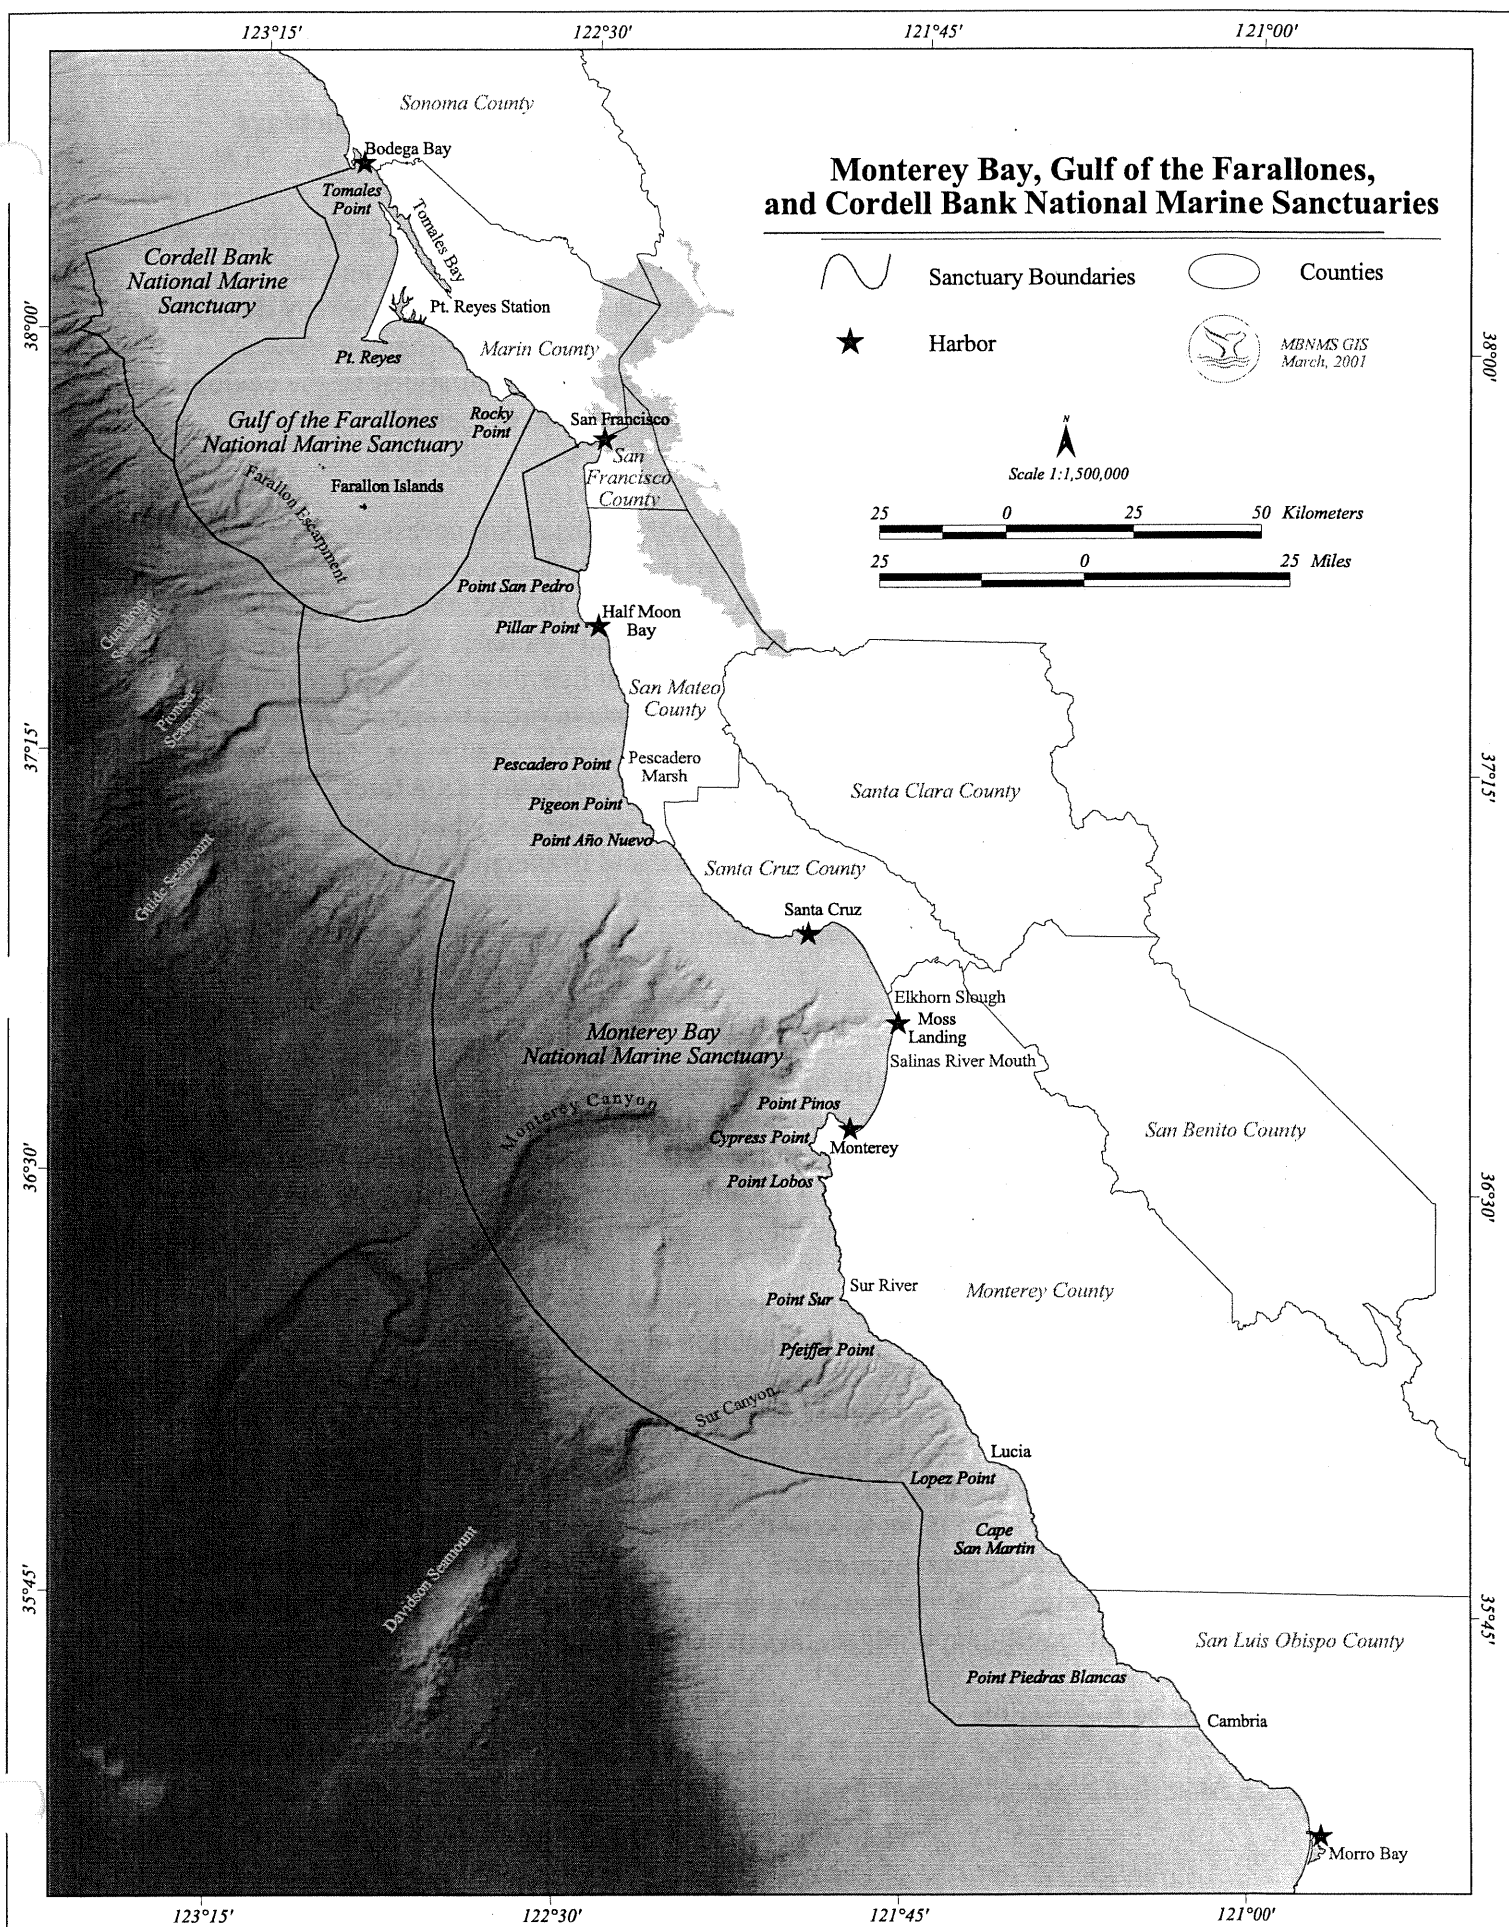 123°15'
122°30'
121°45'
121°00'
Sonoma County
Bodega Bay
Monterey Bay, Gulf of the Farallones,
and Cordell Bank National Marine Sanctuaries
Tomales
Point
Tomales Bay
Cordell Bank
National Marine
Sanctuary
Sanctuary Boundaries
Counties
Pt. Reyes Station
38°00'
Harbor
MBNMS GIS
March, 2001
38°00'
Pt. Reyes
Marin County
Gulf of the Farallones
National Marine Sanctuary
Rocky
Point
San Francisco
N
San
Francisco
County
Scale 1:1,500,000
Farallon Escarpment
Farallon Islands
25 0 25 50 Kilometers
25 0 25 Miles
Point San Pedro
Gumdrop
Seamount
Half Moon
Bay
Pillar Point
San Mateo
County
Pioneer
Seamount
37°15'
Pescadero Point
Pescadero
Marsh
37°15'
Santa Clara County
Pigeon Point
Point Año Nuevo
Guide Seamount
Santa Cruz County
Santa Cruz
Elkhorn Slough
Moss
Landing
Monterey Bay
National Marine Sanctuary
Salinas River Mouth
Monterey Canyon
Point Pinos
San Benito County
Cypress Point
Monterey
36°30'
Point Lobos
36°30'
Sur River
Monterey County
Point Sur
Pfeiffer Point
Sur Canyon
Lucia
Lopez Point
Cape
San Martin
Davidson Seamount
35°45'
35°45'
San Luis Obispo County
Point Piedras Blancas
Cambria
Morro Bay
123°15'
122°30'
121°45'
121°00'